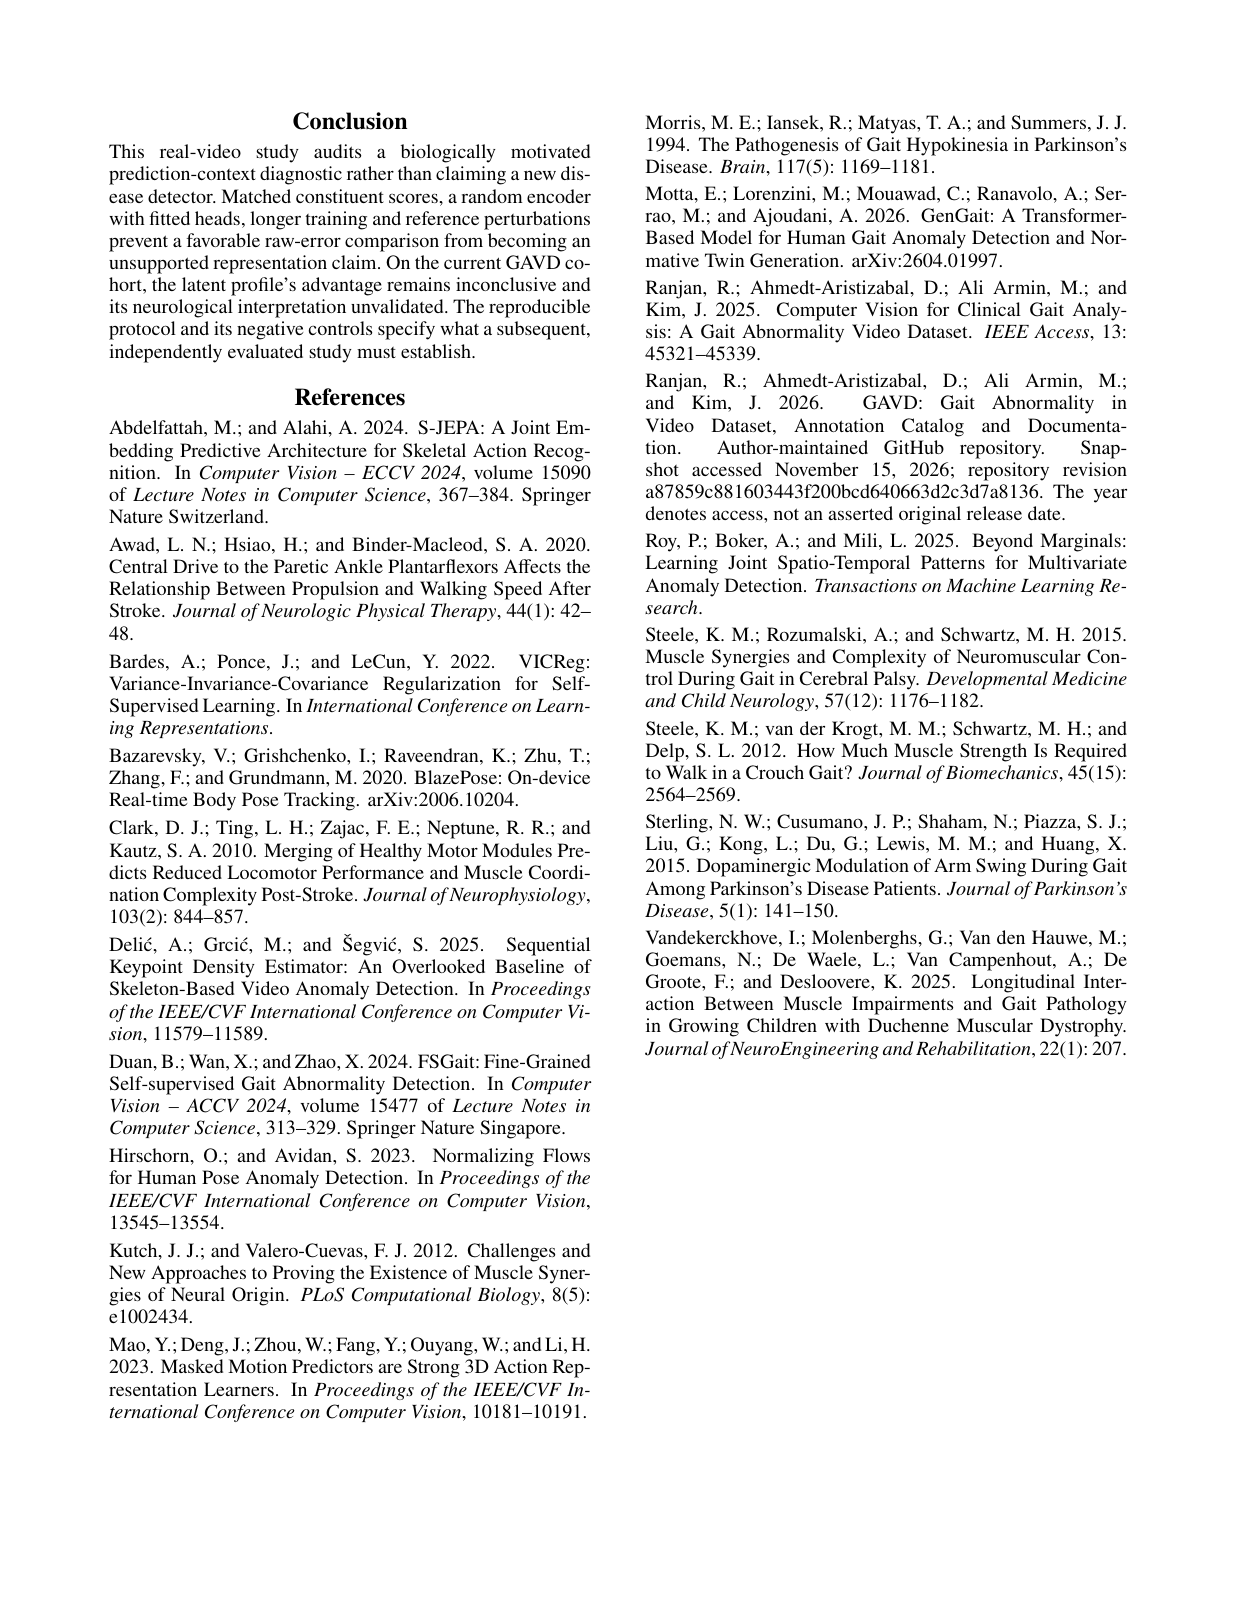 Conclusion
This real-video study audits a biologically motivated
prediction-context diagnostic rather than claiming a new dis-
ease detector. Matched constituent scores, a random encoder
with fitted heads, longer training and reference perturbations
prevent a favorable raw-error comparison from becoming an
unsupported representation claim. On the current GAVD co-
hort, the latent profile's advantage remains inconclusive and
its neurological interpretation unvalidated. The reproducible
protocol and its negative controls specify what a subsequent,
independently evaluated study must establish.
References
Abdelfattah, M.; and Alahi, A. 2024. S-JEPA: A Joint Em-
bedding Predictive Architecture for Skeletal Action Recog-
nition. In Computer Vision – ECCV 2024, volume 15090
of Lecture Notes in Computer Science, 367–384. Springer
Nature Switzerland.
Awad, L. N.; Hsiao, H.; and Binder-Macleod, S. A. 2020.
Central Drive to the Paretic Ankle Plantarflexors Affects the
Relationship Between Propulsion and Walking Speed After
Stroke. Journal of Neurologic Physical Therapy, 44(1): 42–
48.
Bardes, A.; Ponce, J.; and LeCun, Y. 2022. VICReg:
Variance-Invariance-Covariance Regularization for Self-
Supervised Learning. In International Conference on Learn-
ing Representations.
Bazarevsky, V.; Grishchenko, I.; Raveendran, K.; Zhu, T.;
Zhang, F.; and Grundmann, M. 2020. BlazePose: On-device
Real-time Body Pose Tracking. arXiv:2006.10204.
Clark, D. J.; Ting, L. H.; Zajac, F. E.; Neptune, R. R.; and
Kautz, S. A. 2010. Merging of Healthy Motor Modules Pre-
dicts Reduced Locomotor Performance and Muscle Coordi-
nation Complexity Post-Stroke. Journal of Neurophysiology,
103(2): 844–857.
Delić, A.; Grcić, M.; and Šegvić, S. 2025. Sequential
Keypoint Density Estimator: An Overlooked Baseline of
Skeleton-Based Video Anomaly Detection. In Proceedings
of the IEEE/CVF International Conference on Computer Vi-
sion, 11579–11589.
Duan, B.; Wan, X.; and Zhao, X. 2024. FSGait: Fine-Grained
Self-supervised Gait Abnormality Detection. In Computer
Vision – ACCV 2024, volume 15477 of Lecture Notes in
Computer Science, 313–329. Springer Nature Singapore.
Hirschorn, O.; and Avidan, S. 2023. Normalizing Flows
for Human Pose Anomaly Detection. In Proceedings of the
IEEE/CVF International Conference on Computer Vision,
13545–13554.
Kutch, J. J.; and Valero-Cuevas, F. J. 2012. Challenges and
New Approaches to Proving the Existence of Muscle Syner-
gies of Neural Origin. PLoS Computational Biology, 8(5):
e1002434.
Mao, Y.; Deng, J.; Zhou, W.; Fang, Y.; Ouyang, W.; and Li, H.
2023. Masked Motion Predictors are Strong 3D Action Rep-
resentation Learners. In Proceedings of the IEEE/CVF In-
ternational Conference on Computer Vision, 10181–10191.
Morris, M. E.; Iansek, R.; Matyas, T. A.; and Summers, J. J.
1994. The Pathogenesis of Gait Hypokinesia in Parkinson's
Disease. Brain, 117(5): 1169–1181.
Motta, E.; Lorenzini, M.; Mouawad, C.; Ranavolo, A.; Ser-
rao, M.; and Ajoudani, A. 2026. GenGait: A Transformer-
Based Model for Human Gait Anomaly Detection and Nor-
mative Twin Generation. arXiv:2604.01997.
Ranjan, R.; Ahmedt-Aristizabal, D.; Ali Armin, M.; and
Kim, J. 2025. Computer Vision for Clinical Gait Analy-
sis: A Gait Abnormality Video Dataset. IEEE Access, 13:
45321–45339.
Ranjan, R.; Ahmedt-Aristizabal, D.; Ali Armin, M.;
and Kim, J. 2026. GAVD: Gait Abnormality in
Video Dataset, Annotation Catalog and Documenta-
tion. Author-maintained GitHub repository. Snap-
shot accessed November 15, 2026; repository revision
a87859c881603443f200bcd640663d2c3d7a8136. The year
denotes access, not an asserted original release date.
Roy, P.; Boker, A.; and Mili, L. 2025. Beyond Marginals:
Learning Joint Spatio-Temporal Patterns for Multivariate
Anomaly Detection. Transactions on Machine Learning Re-
search.
Steele, K. M.; Rozumalski, A.; and Schwartz, M. H. 2015.
Muscle Synergies and Complexity of Neuromuscular Con-
trol During Gait in Cerebral Palsy. Developmental Medicine
and Child Neurology, 57(12): 1176–1182.
Steele, K. M.; van der Krogt, M. M.; Schwartz, M. H.; and
Delp, S. L. 2012. How Much Muscle Strength Is Required
to Walk in a Crouch Gait? Journal of Biomechanics, 45(15):
2564–2569.
Sterling, N. W.; Cusumano, J. P.; Shaham, N.; Piazza, S. J.;
Liu, G.; Kong, L.; Du, G.; Lewis, M. M.; and Huang, X.
2015. Dopaminergic Modulation of Arm Swing During Gait
Among Parkinson's Disease Patients. Journal of Parkinson's
Disease, 5(1): 141–150.
Vandekerckhove, I.; Molenberghs, G.; Van den Hauwe, M.;
Goemans, N.; De Waele, L.; Van Campenhout, A.; De
Groote, F.; and Desloovere, K. 2025. Longitudinal Inter-
action Between Muscle Impairments and Gait Pathology
in Growing Children with Duchenne Muscular Dystrophy.
Journal of NeuroEngineering and Rehabilitation, 22(1): 207.